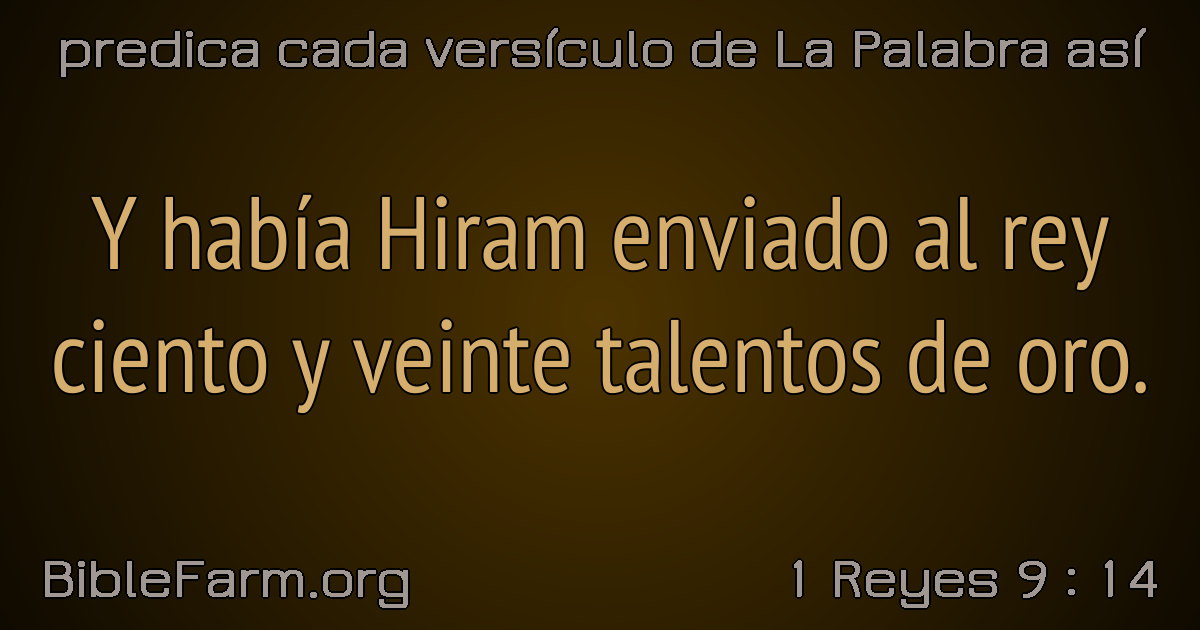 predica cada versículo de La Palabra así
Y había Hiram enviado al rey
ciento y veinte talentos de oro.
BibleFarm.org
1 Reyes 9 : 14